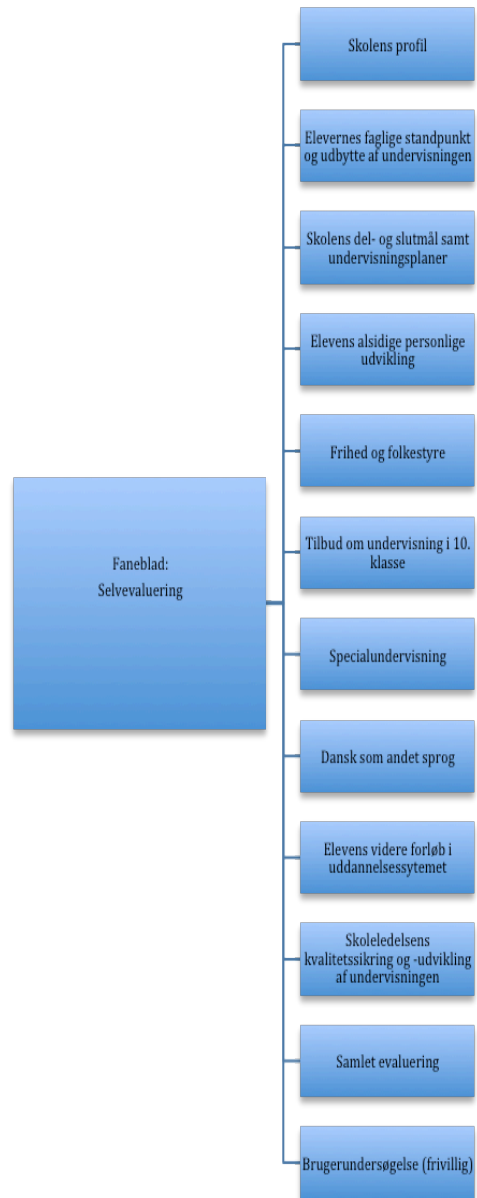 Skolens profil
Elevernes faglige standpunkt
og udbytte af undervisningen
Skolens del- og slutmål samt
undervisningsplaner
Elevens alsidige personlige
udvikling
Frihed og folkestyre
Faneblad:
Selvevaluering
Tilbud om undervisning i 10.
klasse
Specialundervisning
Dansk som andet sprog
Elevens videre forløb i
uddannelsessytemet
Skoleledelsens
kvalitetssikring og -udvikling
af undervisningen
Samlet evaluering
Brugerundersøgelse (frivillig)